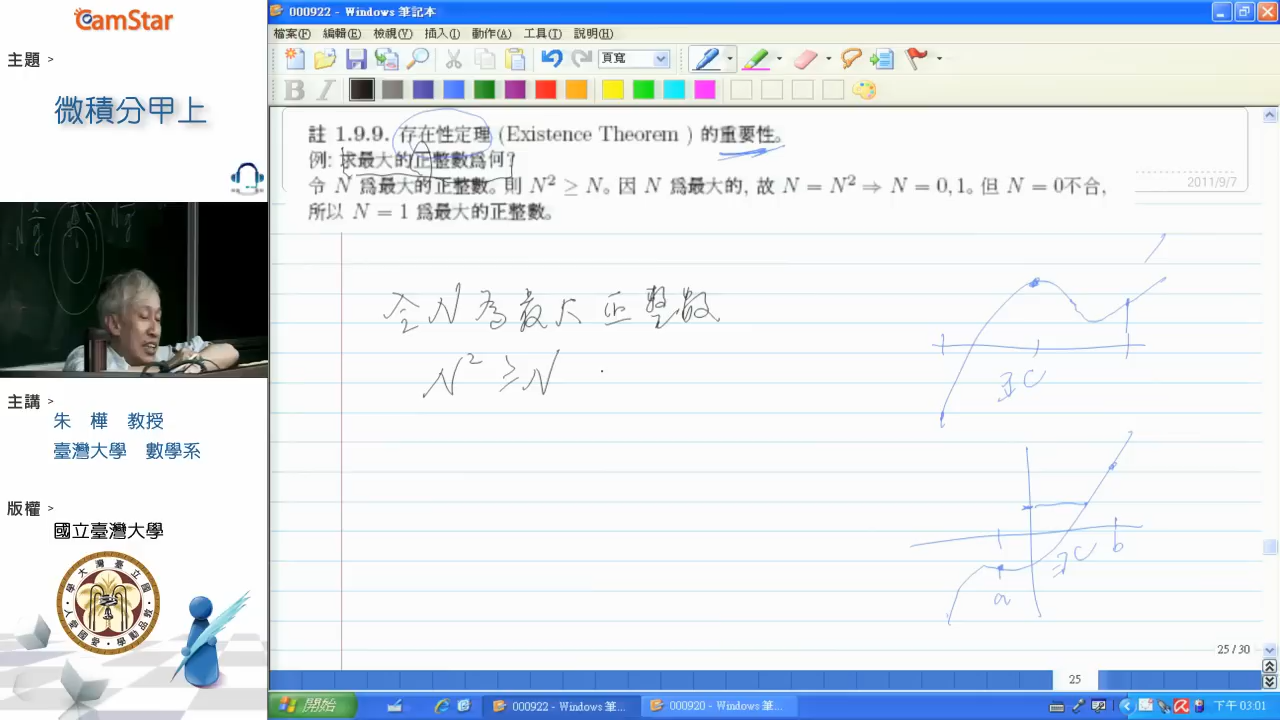 CamStar
主題 >
微積分甲上
主講 >
朱 樺 教授
臺灣大學 數學系
版權 >
國立臺灣大學
000922 - Windows 筆記本
檔案(F) 編輯(E) 檢視(V) 插入(I) 動作(A) 工具(T) 說明(H)
頁寬
B I
註 1.9.9. 存在性定理 (Existence Theorem ) 的重要性。
例: 求最大的正整數為何?
令 N 為最大的正整數。則 N² ≥ N。因 N 為最大的, 故 N = N² ⇒ N = 0, 1。但 N = 0不合,
所以 N = 1 為最大的正整數。
2011/9/7
令 N 為最大正整数
N² ≥ N
∃ C
∃ C
a
b
25 / 30
25
開始
000922 - Windows 筆...
000920 - Windows 筆...
下午 03:01